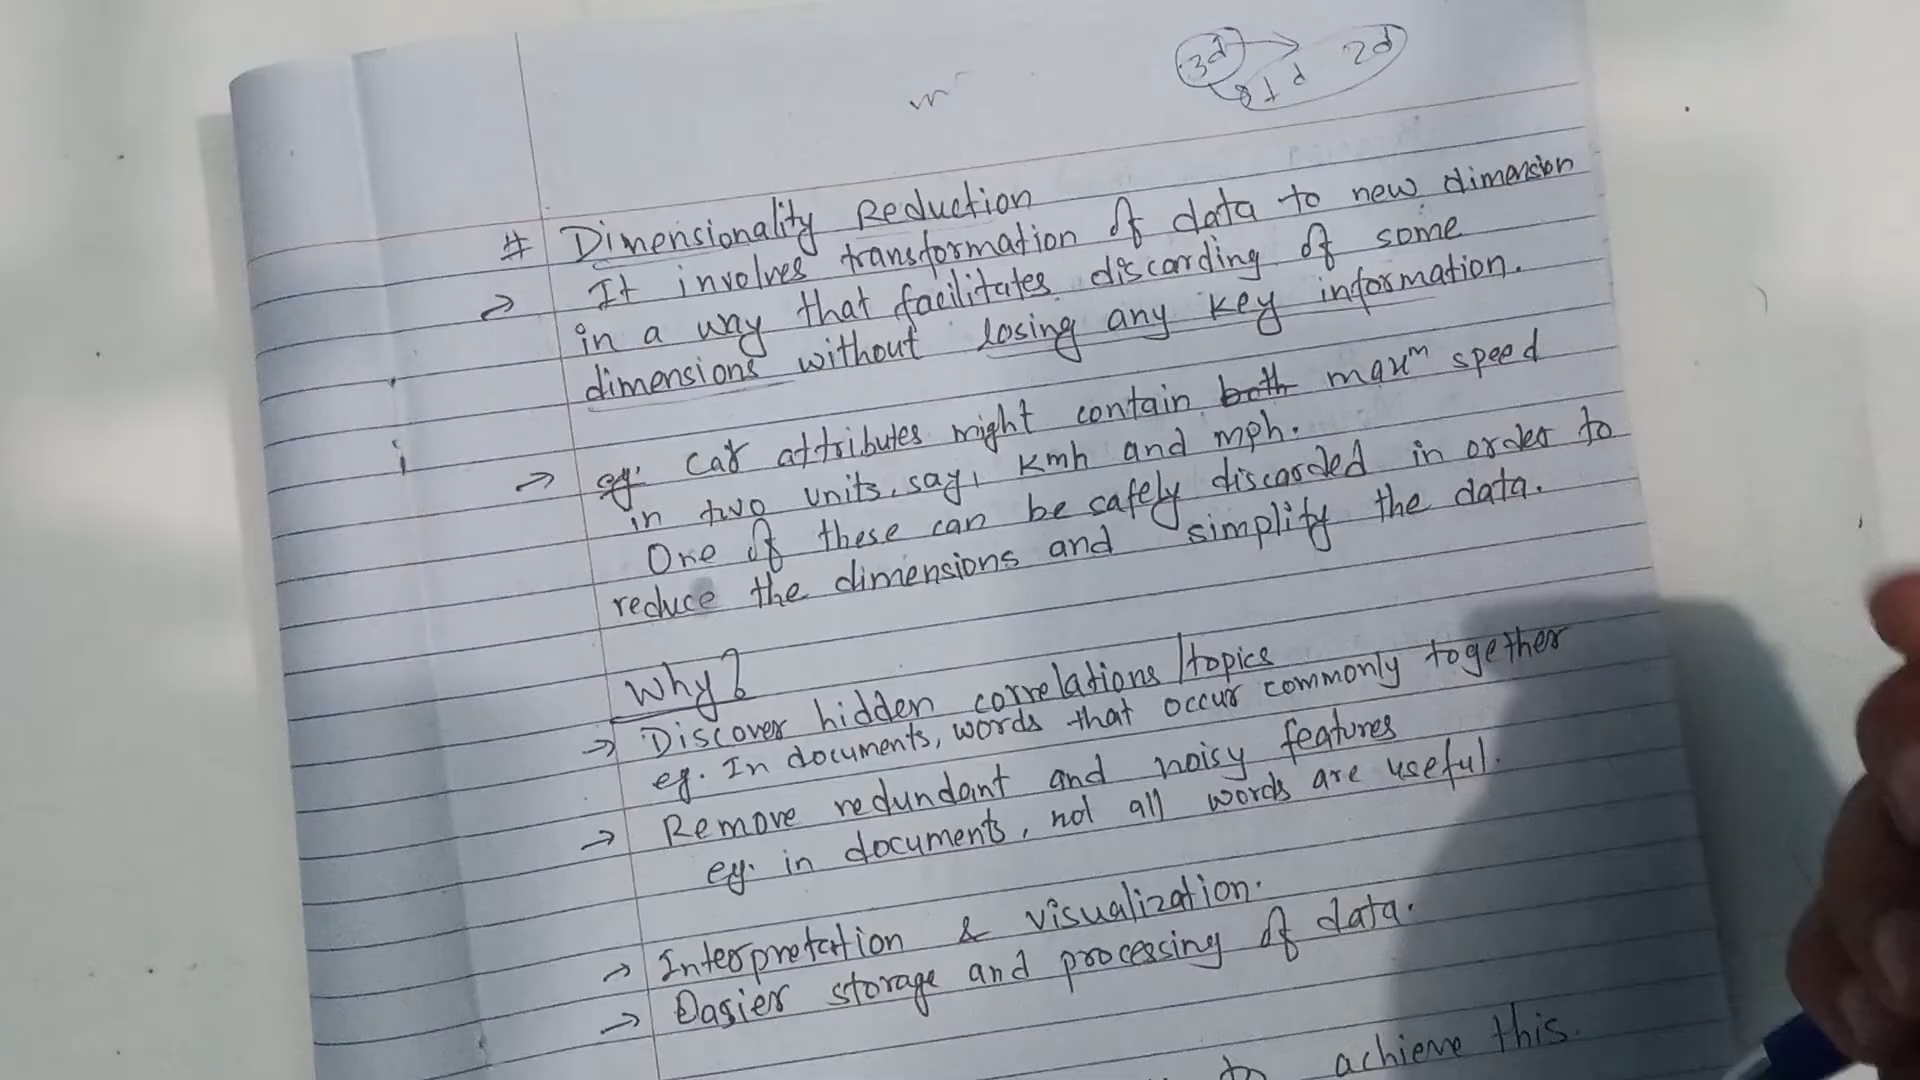 3d 2d
1d
# Dimensionality Reduction
→ It involves transformation of data to new dimension
in a way that facilitates discarding of some
dimensions without losing any key information.
→ eg. Car attributes might contain both maxm speed
in two units, say, kmh and mph.
One of these can be safely discarded in order to
reduce the dimensions and simplify the data.
Why?
→ Discover hidden correlations/topics
eg. In documents, words that occur commonly together
→ Remove redundant and noisy features
eg. in documents, not all words are useful.
→ Interpretation & visualization.
→ Easier storage and processing of data.
to achieve this.